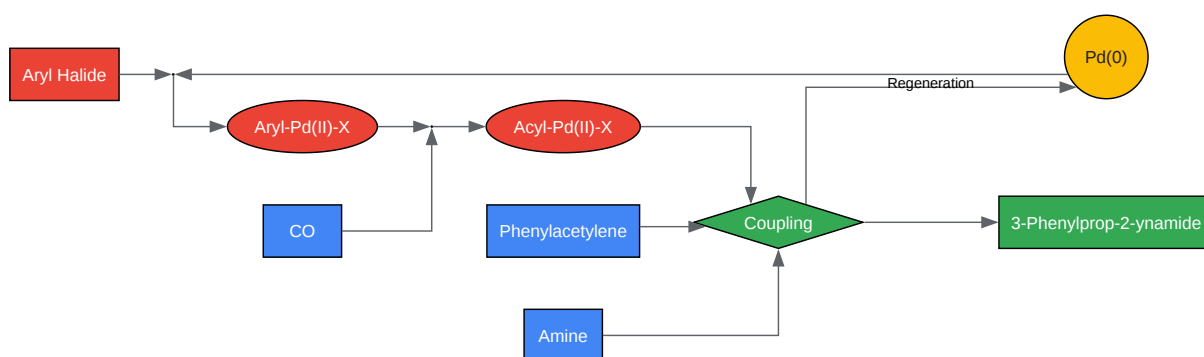 Pd(0)
Aryl Halide
Regeneration
Aryl-Pd(II)-X
Acyl-Pd(II)-X
CO
Phenylacetylene
Coupling
3-Phenylprop-2-ynamide
Amine